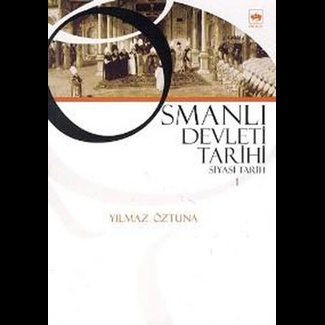 OSMANLI
DEVLETİ
TARİHİ
SİYASİ TARİH
1
YILMAZ ÖZTUNA